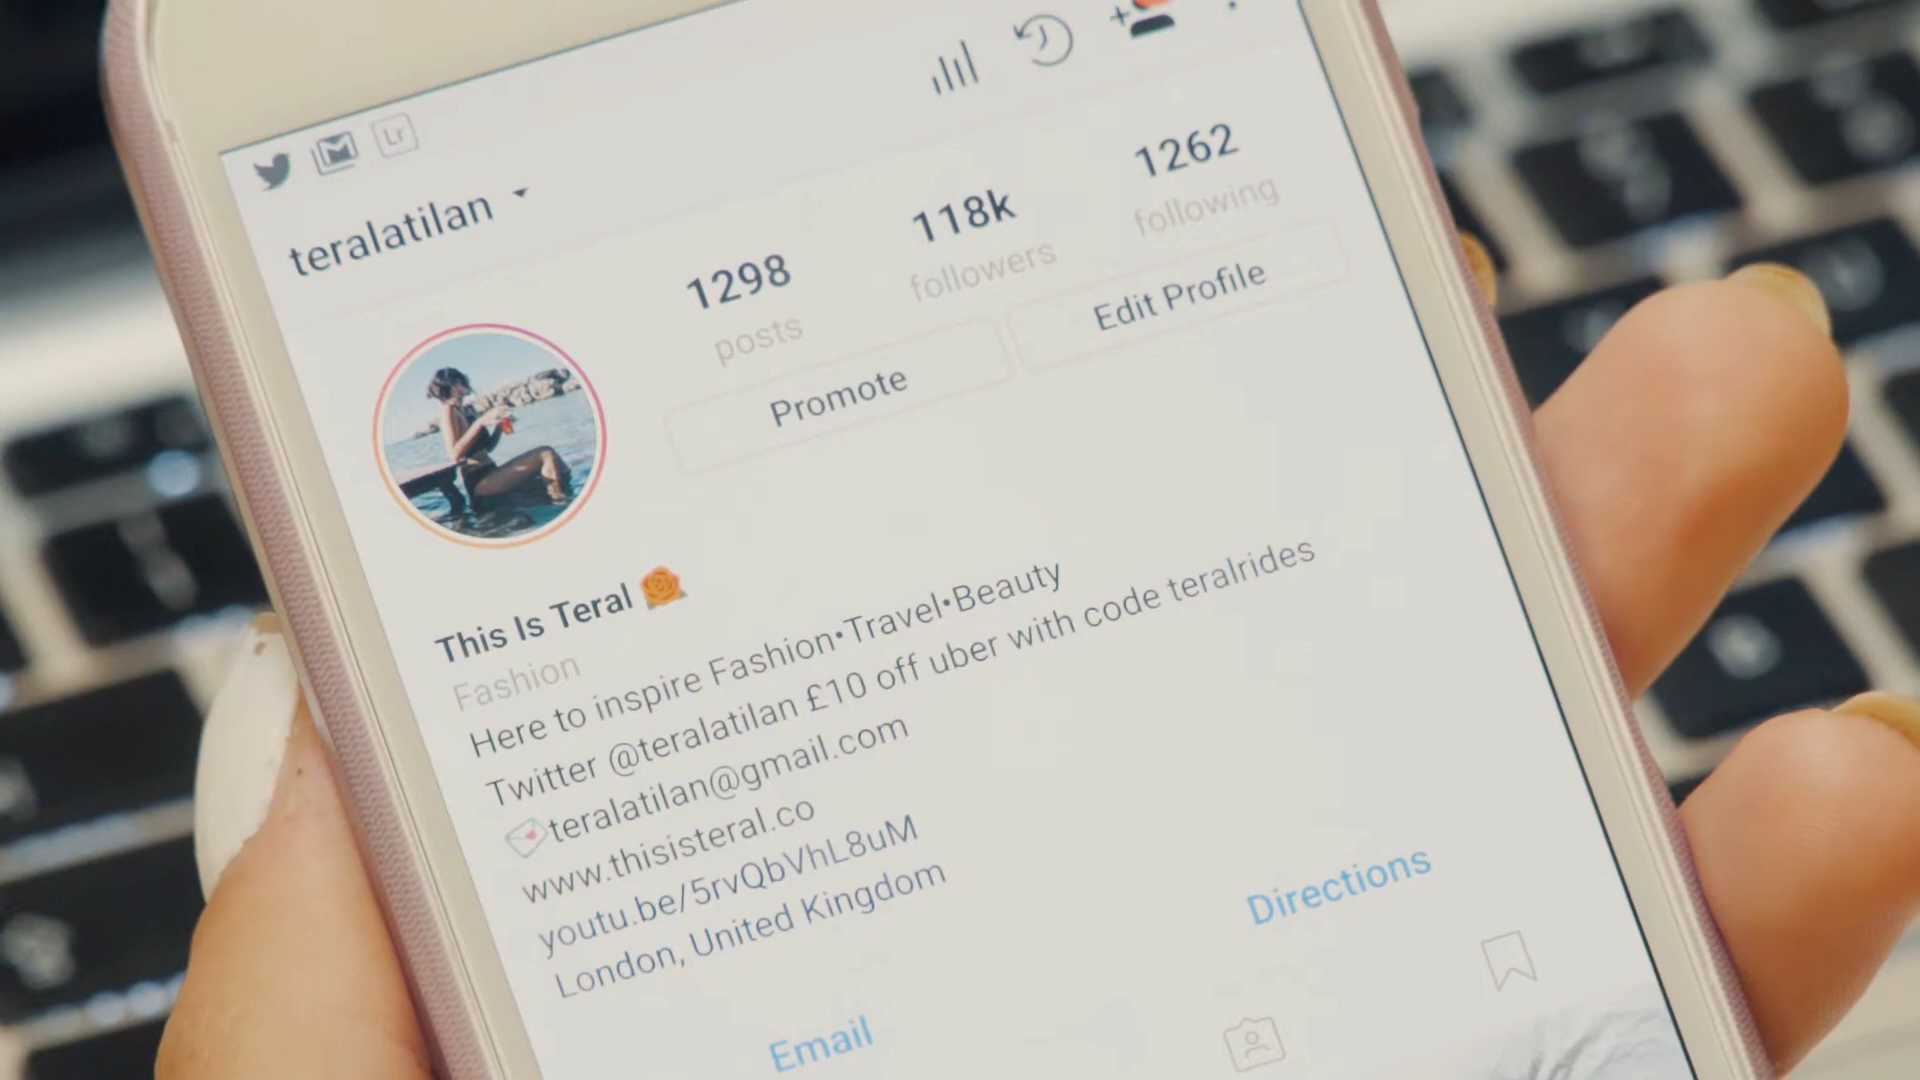 Lr
teralatilan
1298
posts
118k
followers
1262
following
Promote
Edit Profile
This Is Teral
Fashion
Here to inspire Fashion•Travel•Beauty
Twitter @teralatilan £10 off uber with code teralrides
teralatilan@gmail.com
www.thisisteral.co
youtu.be/5rvQbVhL8uM
London, United Kingdom
Email
Directions